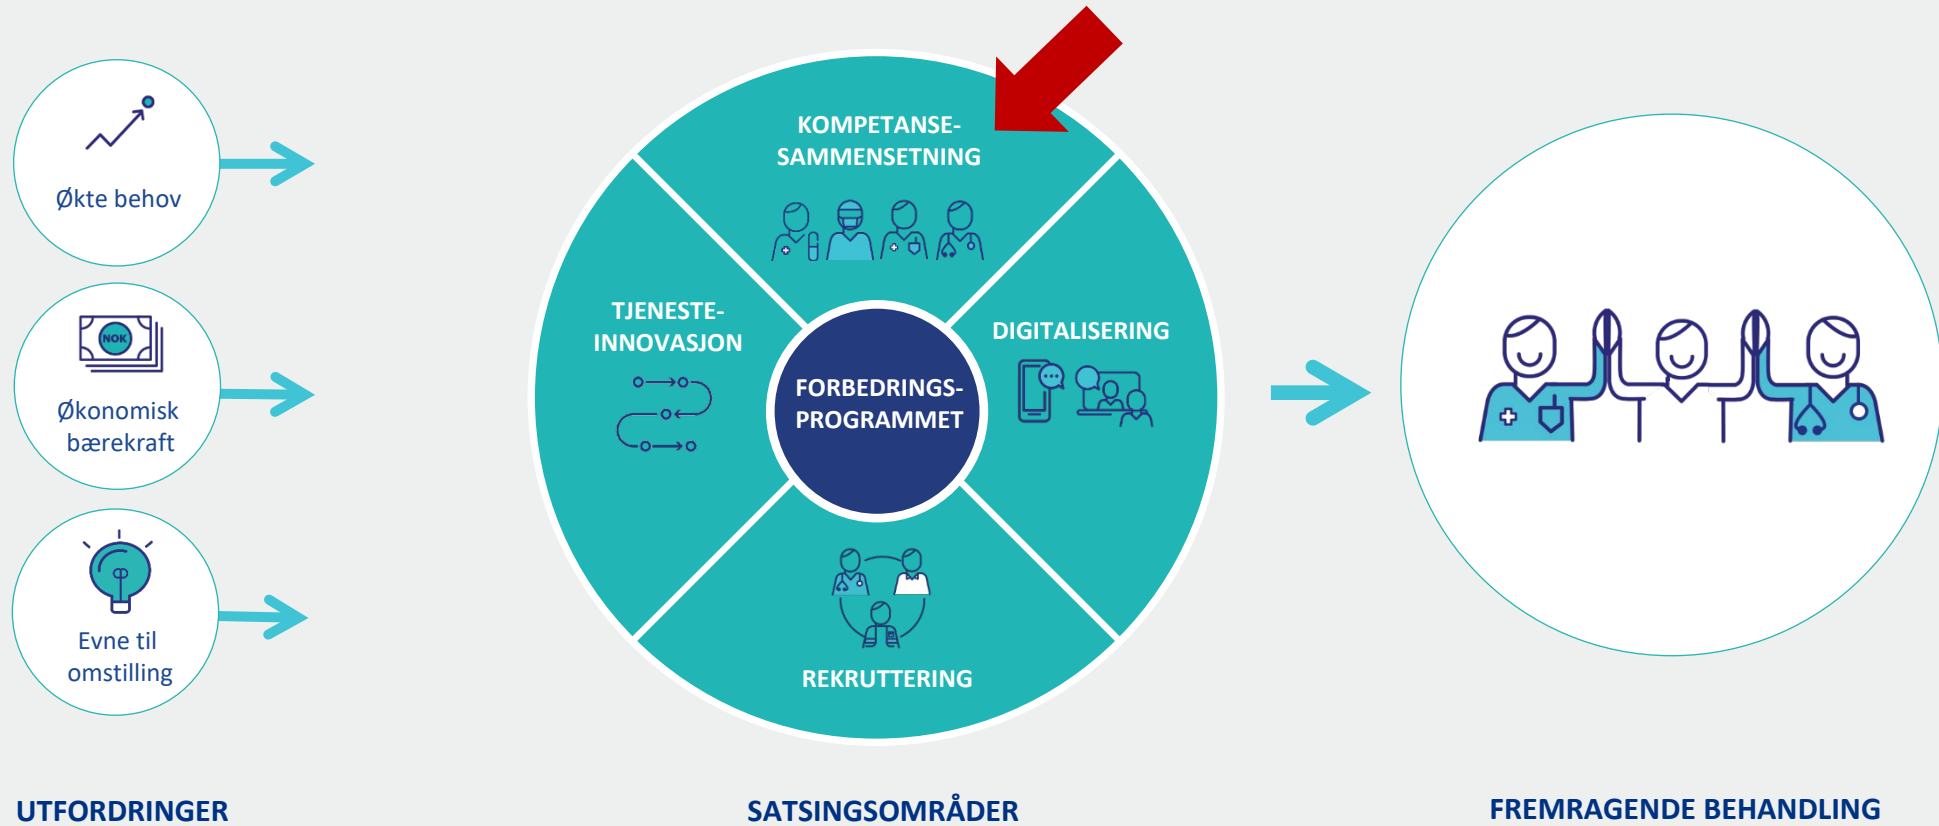 Økte behov
NOK
Økonomisk
bærekraft
Evne til
omstilling
UTFORDRINGER
KOMPETANSE-
SAMMENSETNING
TJENESTE-
INNOVASJON
DIGITALISERING
FORBEDRINGS-
PROGRAMMET
REKRUTTERING
SATSINGSOMRÅDER
FREMRAGENDE BEHANDLING